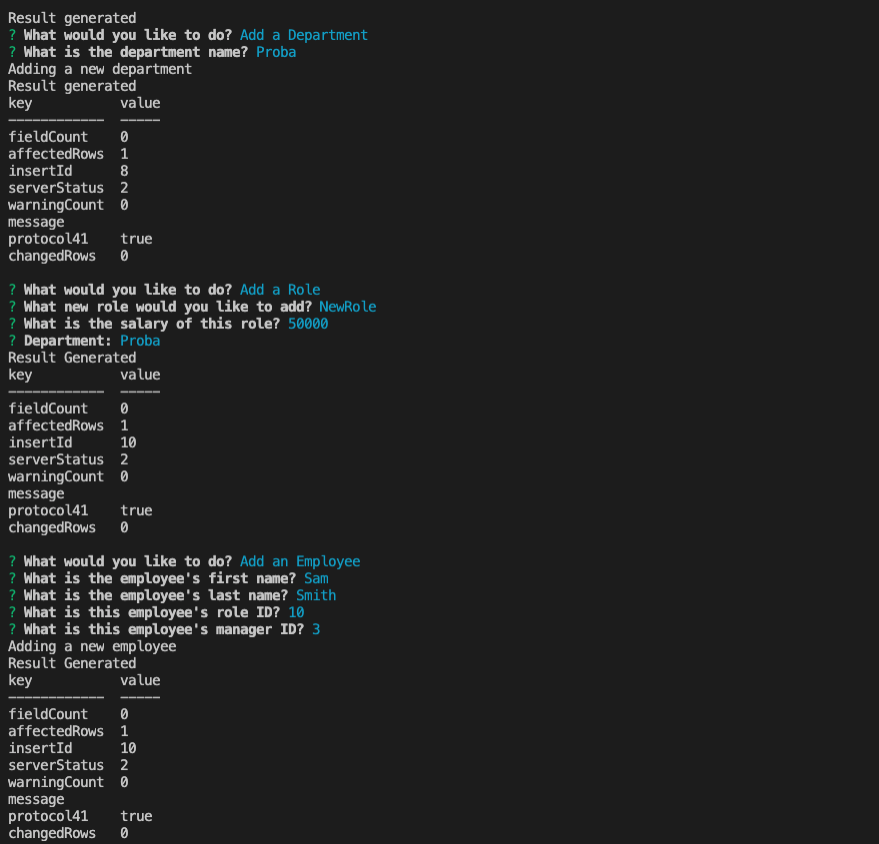 Result generated
? What would you like to do? Add a Department
? What is the department name? Proba
Adding a new department
Result generated
key           value
------------  -----
fieldCount    0
affectedRows  1
insertId      8
serverStatus  2
warningCount  0
message
protocol41    true
changedRows   0

? What would you like to do? Add a Role
? What new role would you like to add? NewRole
? What is the salary of this role? 50000
? Department: Proba
Result Generated
key           value
------------  -----
fieldCount    0
affectedRows  1
insertId      10
serverStatus  2
warningCount  0
message
protocol41    true
changedRows   0

? What would you like to do? Add an Employee
? What is the employee's first name? Sam
? What is the employee's last name? Smith
? What is this employee's role ID? 10
? What is this employee's manager ID? 3
Adding a new employee
Result Generated
key           value
------------  -----
fieldCount    0
affectedRows  1
insertId      10
serverStatus  2
warningCount  0
message
protocol41    true
changedRows   0